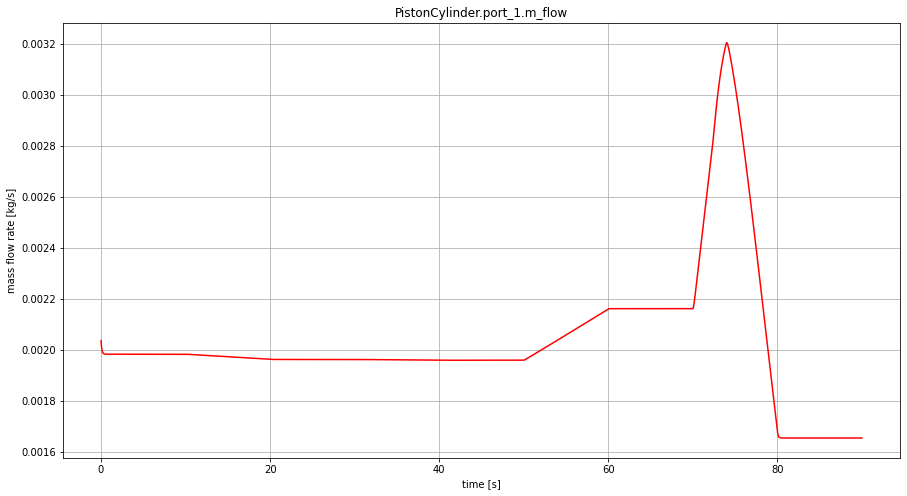 PistonCylinder.port_1.m_flow
mass flow rate [kg/s]
0.0032
0.0030
0.0028
0.0026
0.0024
0.0022
0.0020
0.0018
0.0016
0 20 40 60 80
time [s]